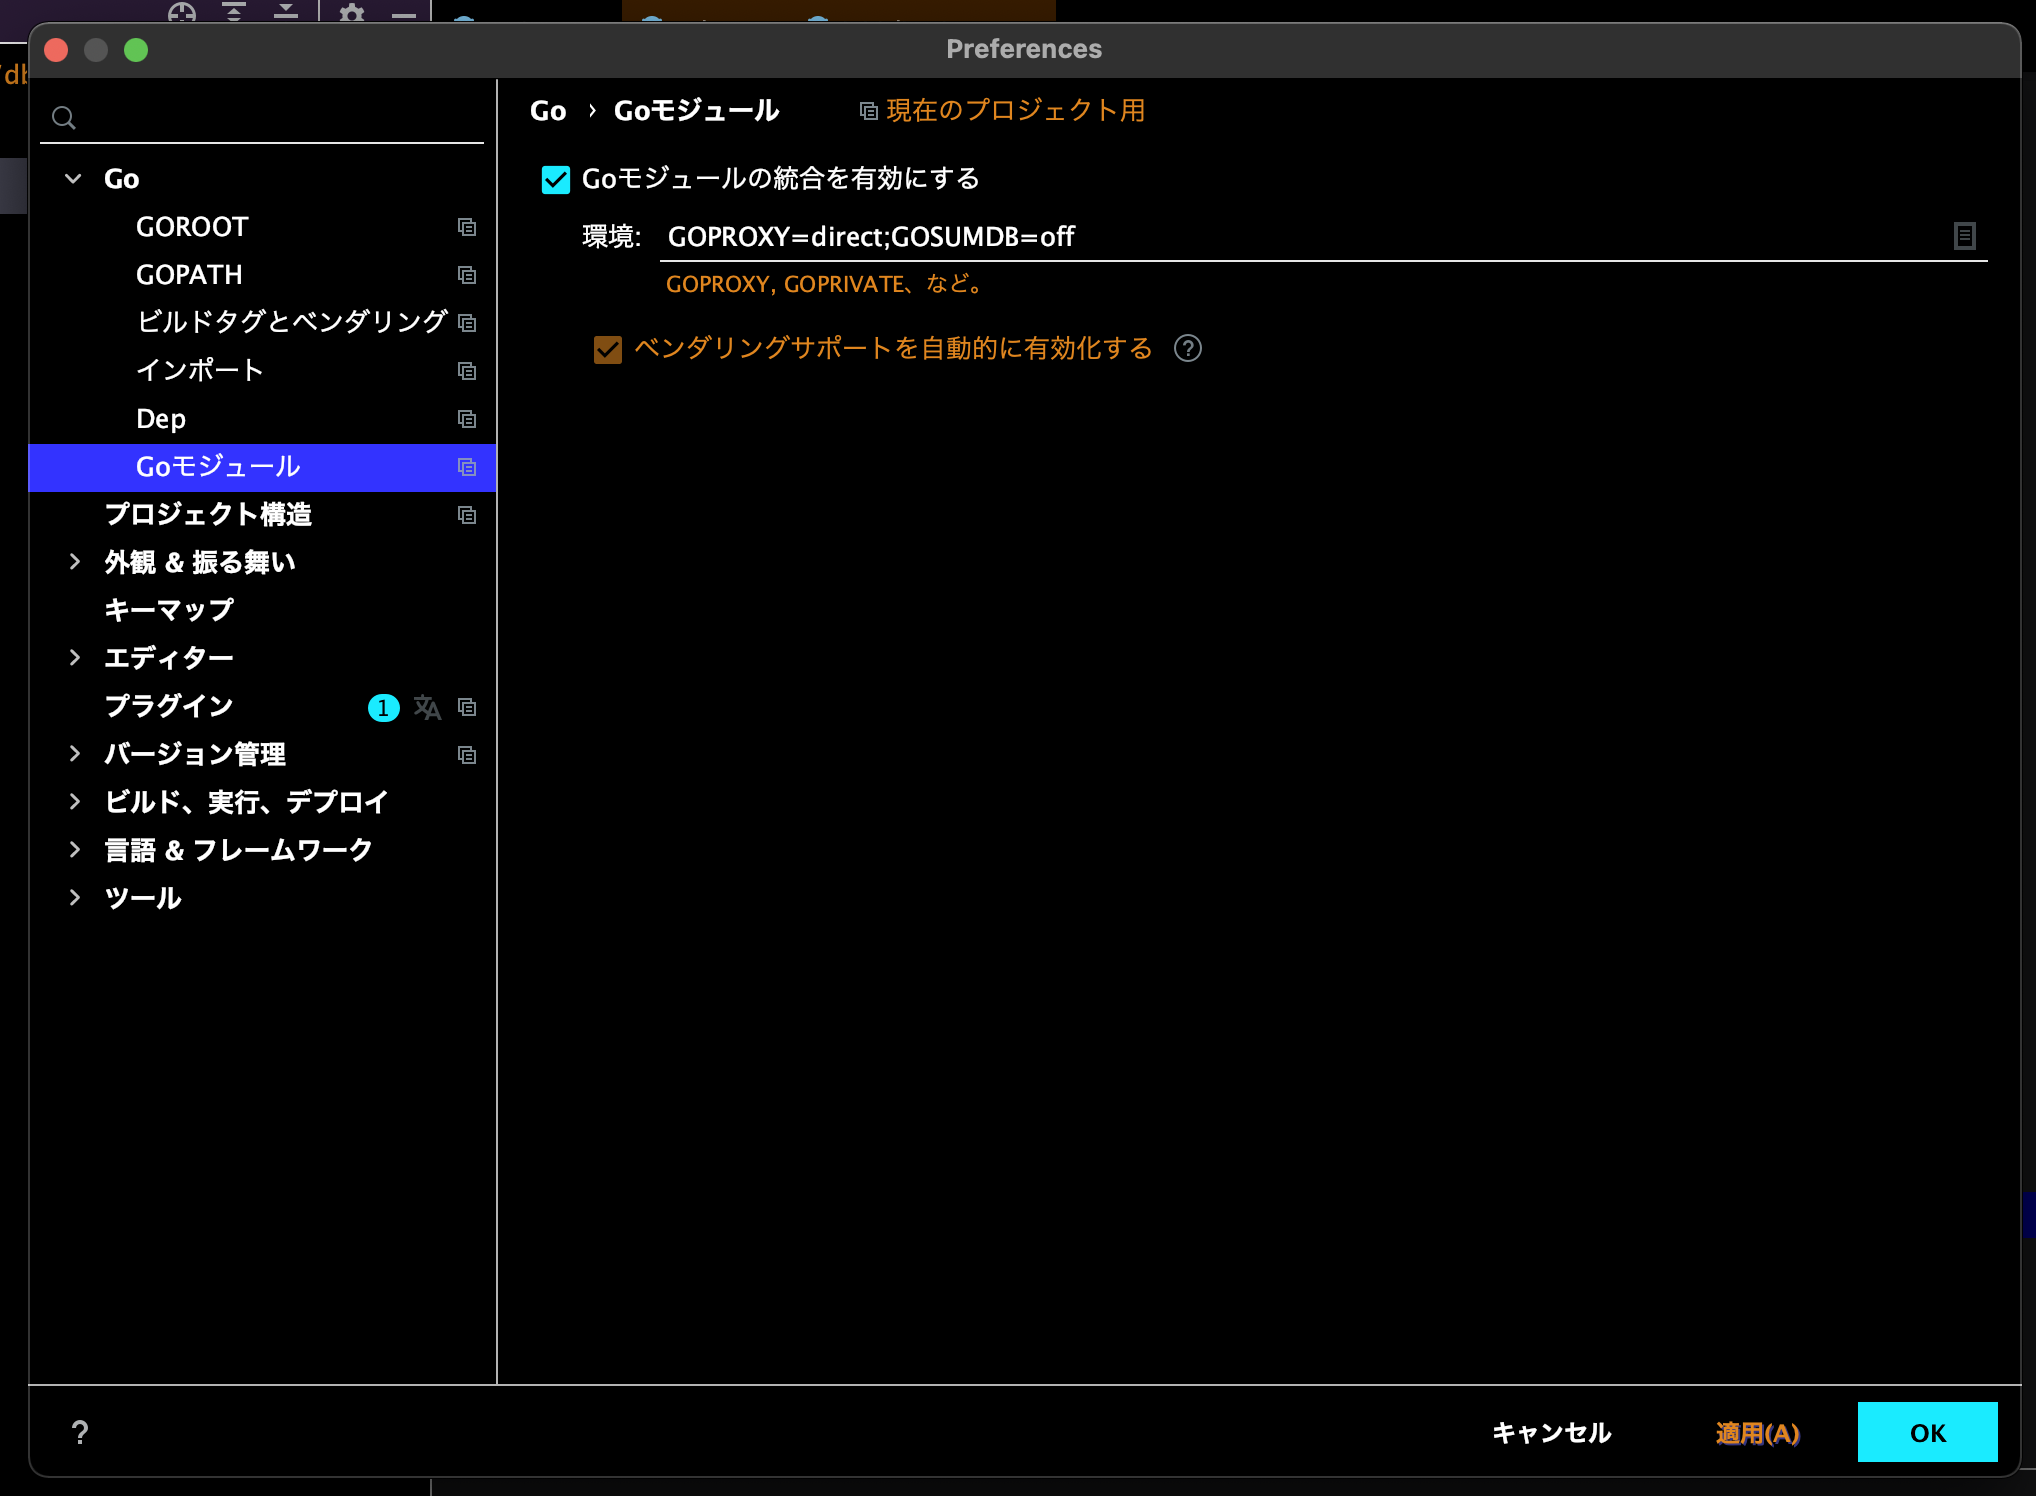 Preferences
Go
GOROOT
GOPATH
ビルドタグとベンダリング
インポート
Dep
Goモジュール
プロジェクト構造
外観 & 振る舞い
キーマップ
エディター
プラグイン 1
バージョン管理
ビルド、実行、デプロイ
言語 & フレームワーク
ツール
Go › Goモジュール 現在のプロジェクト用
Goモジュールの統合を有効にする
環境: GOPROXY=direct;GOSUMDB=off
GOPROXY, GOPRIVATE、など。
ベンダリングサポートを自動的に有効化する ?
? キャンセル 適用(A) OK